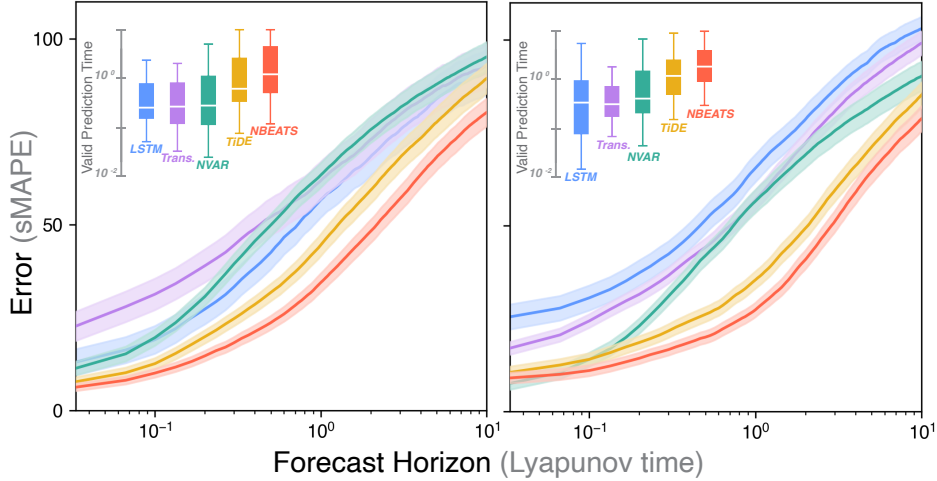 100
50
0
Error (sMAPE)
Valid Prediction Time
10⁰
10⁻²
LSTM
Trans.
NVAR
TiDE
NBEATS
10⁻¹
10⁰
10¹
Valid Prediction Time
10⁰
10⁻²
LSTM
Trans.
NVAR
TiDE
NBEATS
10⁻¹
10⁰
10¹
Forecast Horizon (Lyapunov time)